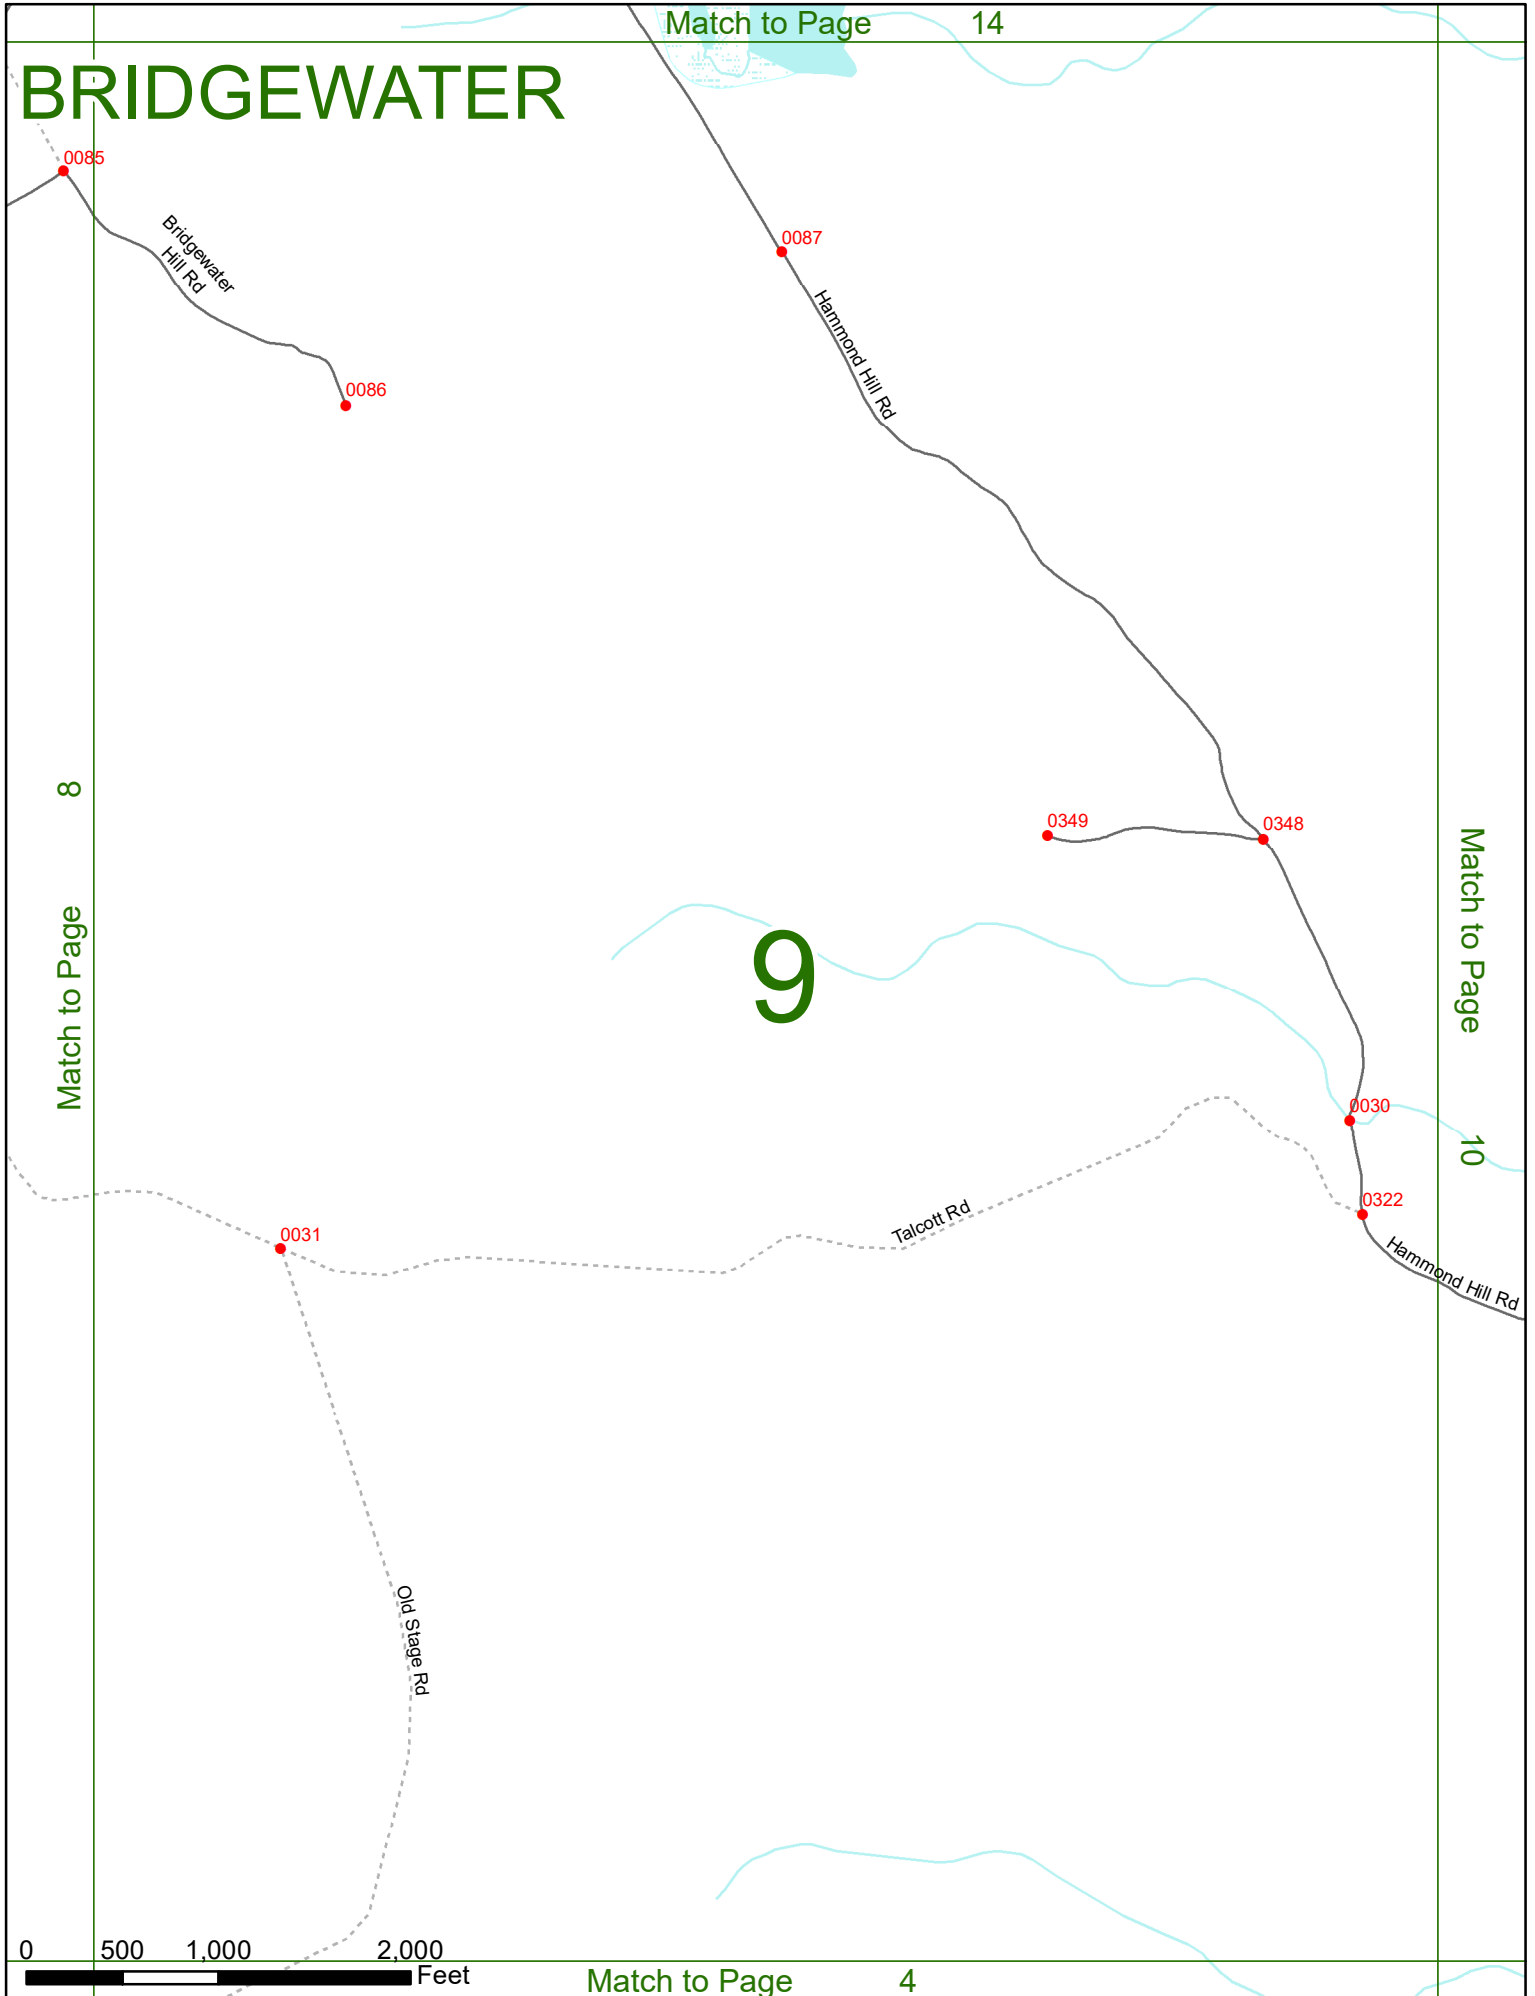 Match to Page 14
BRIDGEWATER
0085
Bridgewater
Hill Rd
0087
Hammond Hill Rd
0086
8
Match to Page
0349
0348
Match to Page
10
9
0030
0322
Talcott Rd
0031
Hammond Hill Rd
Old Stage Rd
0 500 1,000 2,000
Feet
Match to Page 4